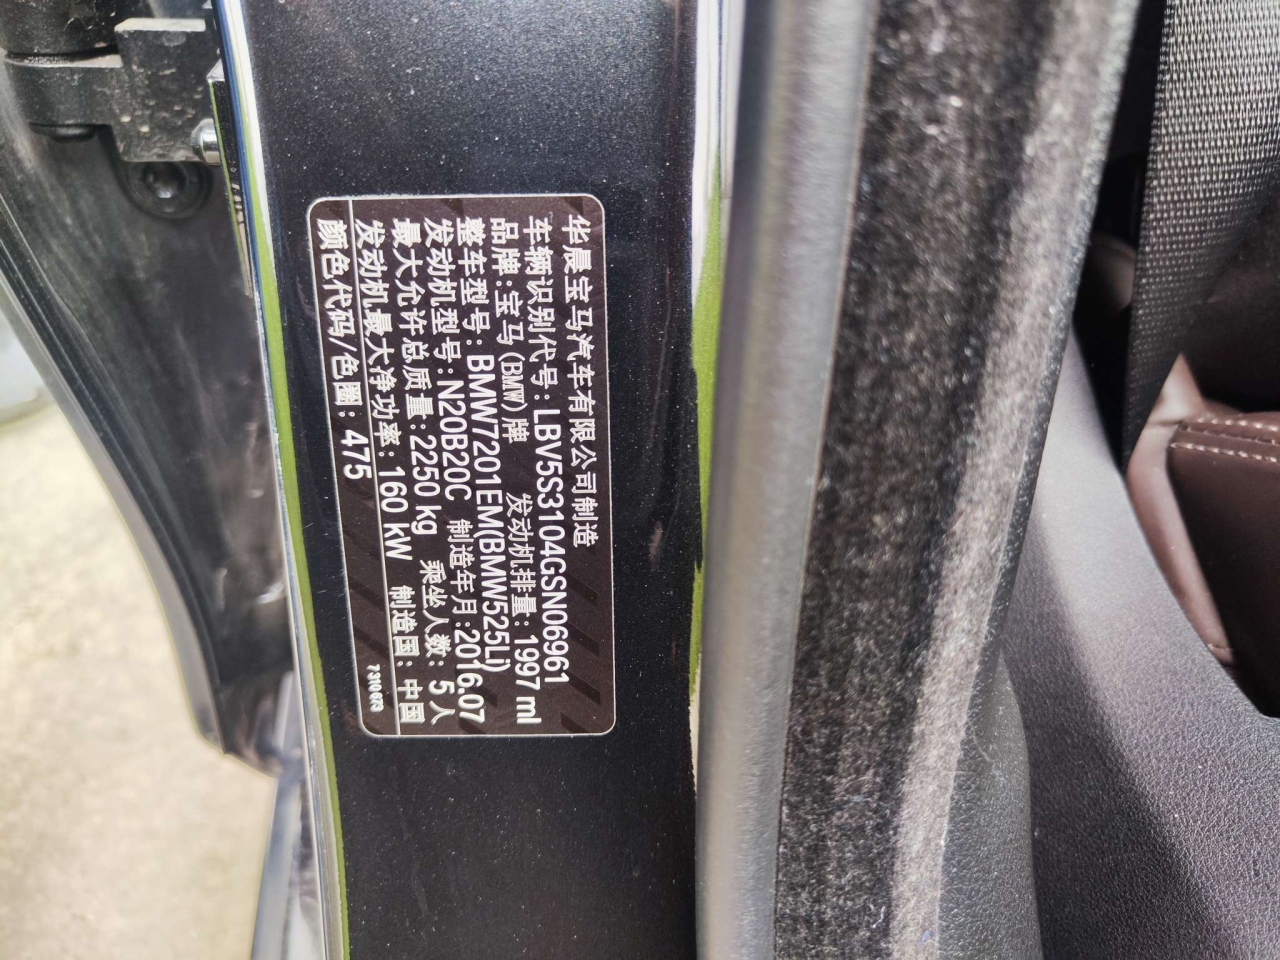 华晨宝马汽车有限公司制造
车辆识别代号: LBV5S3104GSN06961
品牌: 宝马(BMW)牌 发动机排量: 1997 ml
整车型号: BMW7201EM(BMW525Li)
发动机型号: N20B20C 制造年月: 2016.07
最大允许总质量: 2250 kg 乘坐人数: 5 人
发动机最大净功率: 160 kW 制造国: 中国
颜色代码/色圈: 475
7310673